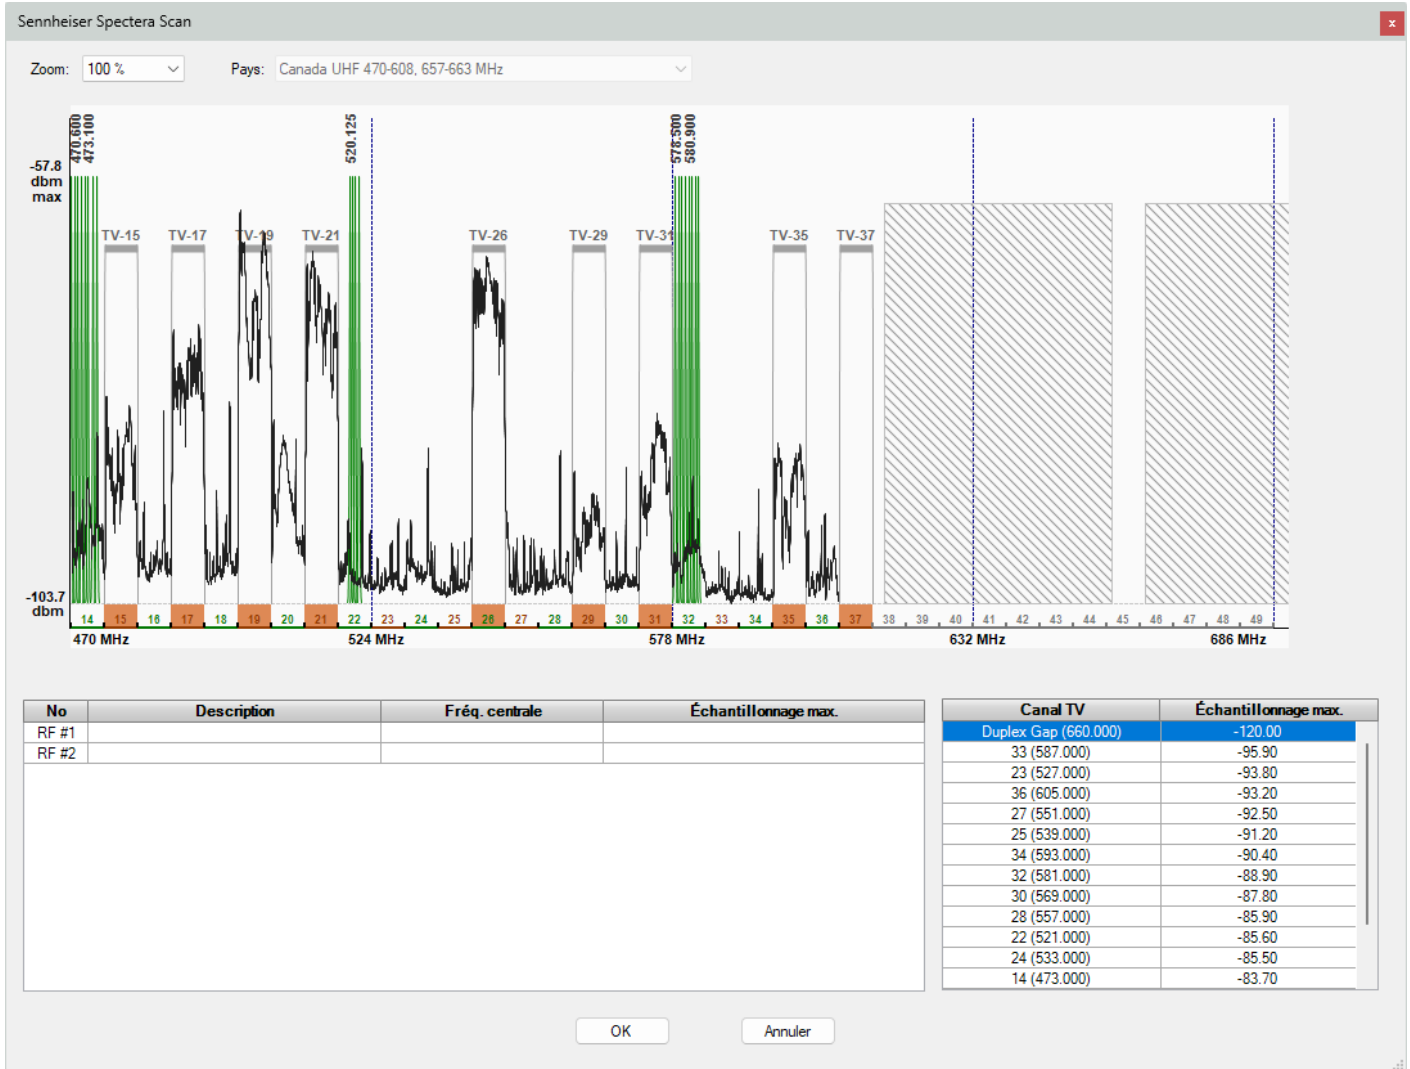 Sennheiser Spectera Scan
x
Zoom: 100 % Pays: Canada UHF 470-608, 657-663 MHz
470.600 473.100 520.125 578.500 580.900
-57.8
dbm
max
TV-15 TV-17 TV-19 TV-21 TV-26 TV-29 TV-31 TV-35 TV-37
-103.7
dbm
14 15 16 17 18 19 20 21 22 23 24 25 26 27 28 29 30 31 32 33 34 35 36 37 38 39 40 41 42 43 44 45 46 47 48 49
470 MHz 524 MHz 578 MHz 632 MHz 686 MHz
No Description Fréq. centrale Échantillonnage max.
RF #1
RF #2
Canal TV Échantillonnage max.
Duplex Gap (660.000) -120.00
33 (587.000) -95.90
23 (527.000) -93.80
36 (605.000) -93.20
27 (551.000) -92.50
25 (539.000) -91.20
34 (593.000) -90.40
32 (581.000) -88.90
30 (569.000) -87.80
28 (557.000) -85.90
22 (521.000) -85.60
24 (533.000) -85.50
14 (473.000) -83.70
OK Annuler